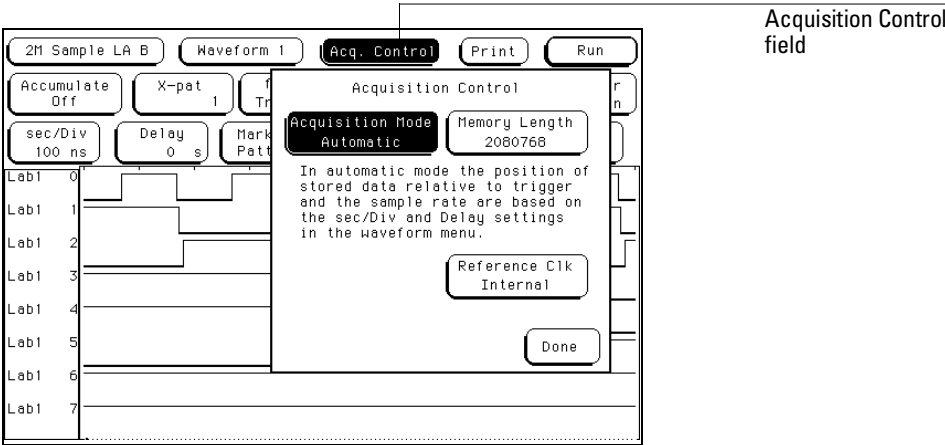 Acquisition Control
field
2M Sample LA B
Waveform 1
Acq. Control
Print
Run
Accumulate
Off
X-pat
1
sec/Div
100 ns
Delay
0 s
Mark
Patt
Acquisition Control
Acquisition Mode
Automatic
Memory Length
2080768
In automatic mode the position of
stored data relative to trigger
and the sample rate are based on
the sec/Div and Delay settings
in the waveform menu.
Reference Clk
Internal
Done
Lab1 0
Lab1 1
Lab1 2
Lab1 3
Lab1 4
Lab1 5
Lab1 6
Lab1 7